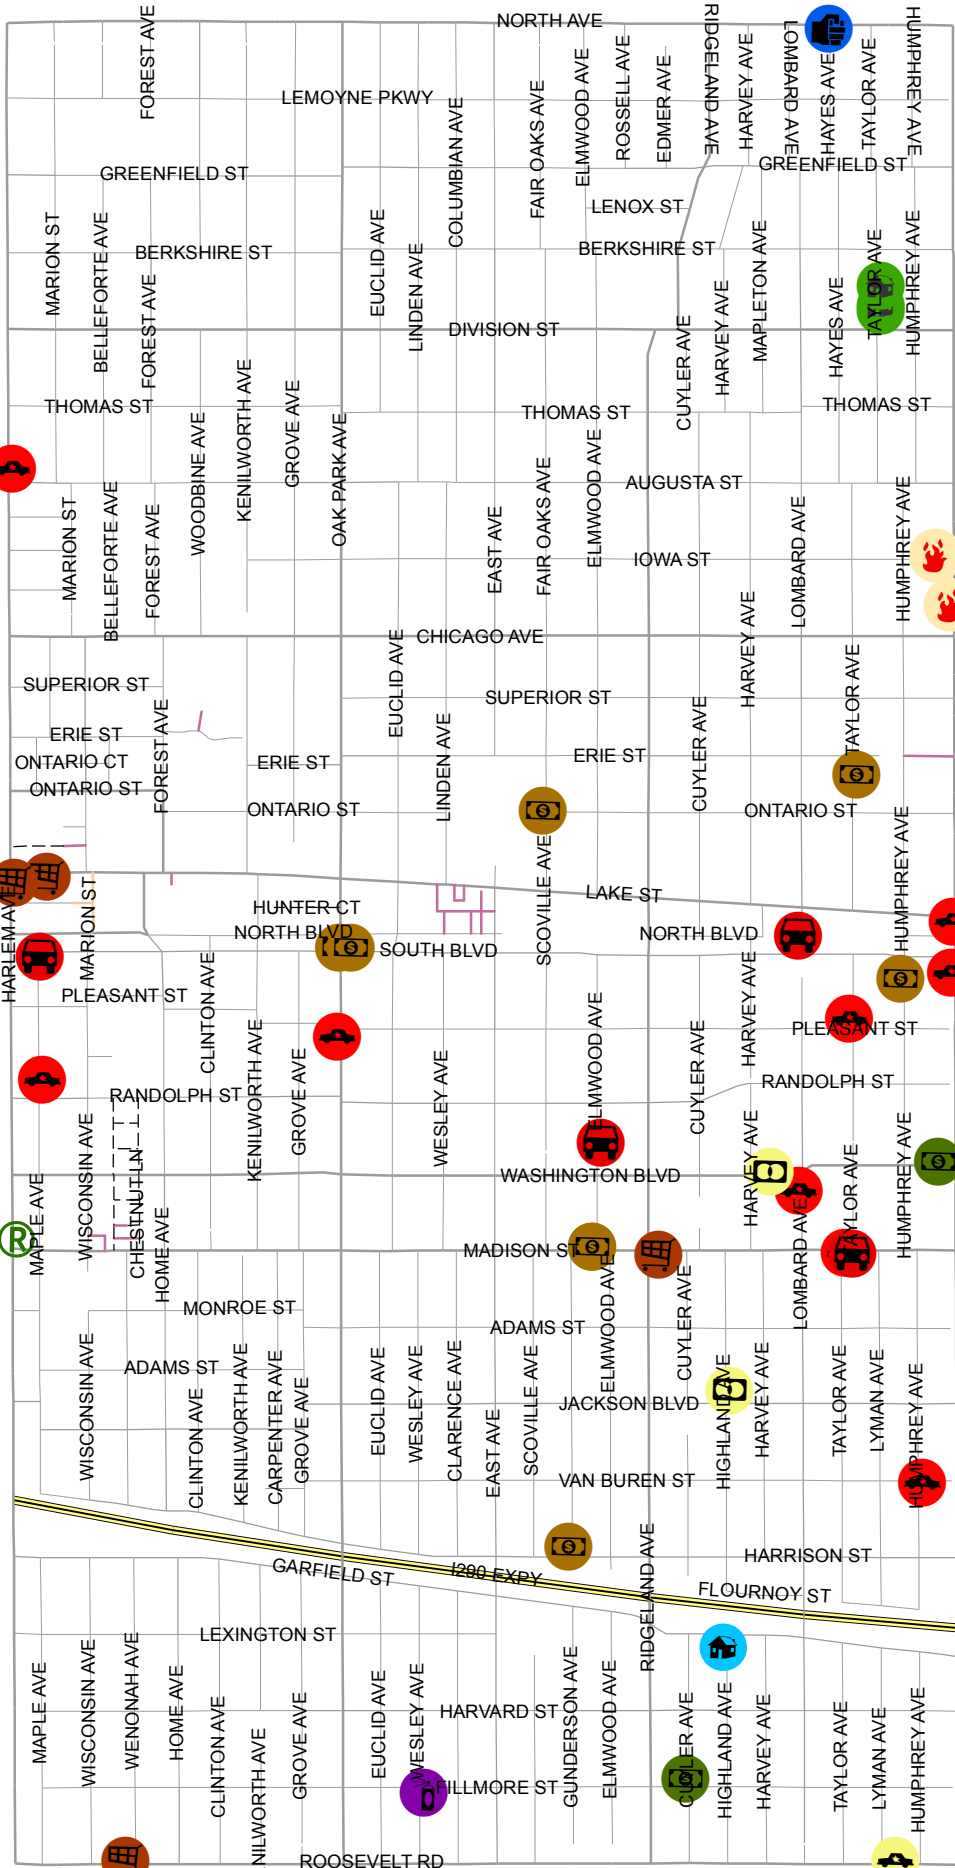 NORTH AVE
FOREST AVE
RIDGELAND AVE
HARVEY AVE
LOMBARD AVE
HAYES AVE
TAYLOR AVE
HUMPHREY AVE
LEMOYNE PKWY
COLUMBIAN AVE
FAIR OAKS AVE
ELMWOOD AVE
ROSSELL AVE
EDMER AVE
GREENFIELD ST
GREENFIELD ST
LENOX ST
MARION ST
BELLEFORTE AVE
BERKSHIRE ST
FOREST AVE
EUCLID AVE
LINDEN AVE
BERKSHIRE ST
MAPLETON AVE
HARVEY AVE
CUYLER AVE
HAYES AVE
TAYLOR AVE
HUMPHREY AVE
DIVISION ST
THOMAS ST
THOMAS ST
THOMAS ST
WOODBINE AVE
KENILWORTH AVE
GROVE AVE
OAK PARK AVE
AUGUSTA ST
MARION ST
BELLEFORTE AVE
FOREST AVE
EAST AVE
FAIR OAKS AVE
ELMWOOD AVE
IOWA ST
LOMBARD AVE
HUMPHREY AVE
CHICAGO AVE
EUCLID AVE
HARVEY AVE
TAYLOR AVE
SUPERIOR ST
SUPERIOR ST
ERIE ST
ONTARIO CT
ONTARIO ST
FOREST AVE
ERIE ST
ONTARIO ST
LINDEN AVE
ERIE ST
CUYLER AVE
ONTARIO ST
HUMPHREY AVE
SCOVILLE AVE
LAKE ST
HARLEM AVE
MARION ST
HUNTER CT
NORTH BLVD
SOUTH BLVD
NORTH BLVD
PLEASANT ST
CLINTON AVE
HARVEY AVE
PLEASANT ST
RANDOLPH ST
KENILWORTH AVE
GROVE AVE
WESLEY AVE
ELMWOOD AVE
CUYLER AVE
RANDOLPH ST
WASHINGTON BLVD
HARVEY AVE
LOMBARD AVE
TAYLOR AVE
HUMPHREY AVE
R
MAPLE AVE
WISCONSIN AVE
CHESTNUT LN
HOME AVE
MADISON ST
MONROE ST
ADAMS ST
ADAMS ST
ELMWOOD AVE
CUYLER AVE
JACKSON BLVD
WISCONSIN AVE
CLINTON AVE
KENILWORTH AVE
CARPENTER AVE
GROVE AVE
EUCLID AVE
WESLEY AVE
CLARENCE AVE
EAST AVE
SCOVILLE AVE
HIGHLAND AVE
HARVEY AVE
TAYLOR AVE
LYMAN AVE
HUMPHREY AVE
VAN BUREN ST
HARRISON ST
GARFIELD ST
I290 EXPY
RIDGELAND AVE
FLOURNOY ST
LEXINGTON ST
MAPLE AVE
WISCONSIN AVE
WENONAH AVE
HOME AVE
CLINTON AVE
NILWORTH AVE
GROVE AVE
EUCLID AVE
WESLEY AVE
HARVARD ST
FILLMORE ST
GUNDERSON AVE
ELMWOOD AVE
CUYLER AVE
HIGHLAND AVE
HARVEY AVE
TAYLOR AVE
LYMAN AVE
HUMPHREY AVE
ROOSEVELT RD